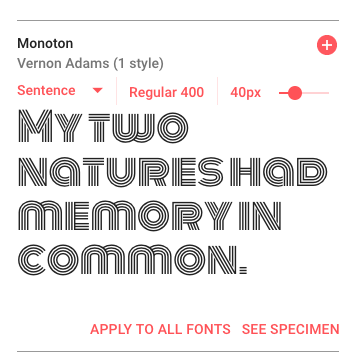 Monoton
Vernon Adams (1 style)
Sentence Regular 400 40px
My two
natures had
memory in
common.
APPLY TO ALL FONTS SEE SPECIMEN